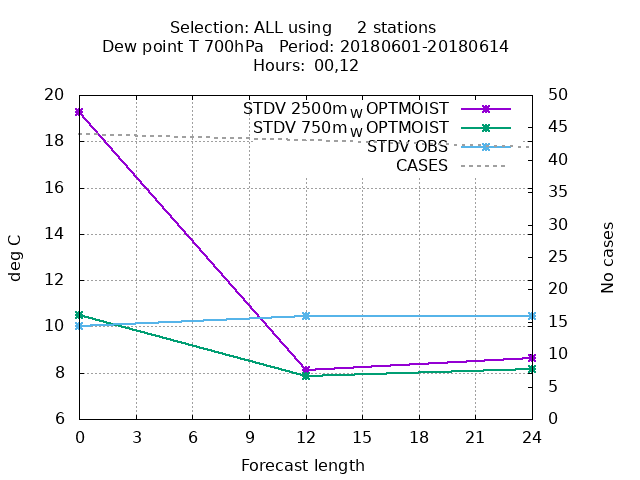 Selection: ALL using 2 stations
Dew point T 700hPa Period: 20180601-20180614
Hours: 00,12
STDV 2500m_W OPTMOIST
STDV 750m_W OPTMOIST
STDV OBS
CASES
deg C
20
18
16
14
12
10
8
6
50
45
40
35
30
25
20
15
10
5
0
No cases
0 3 6 9 12 15 18 21 24
Forecast length